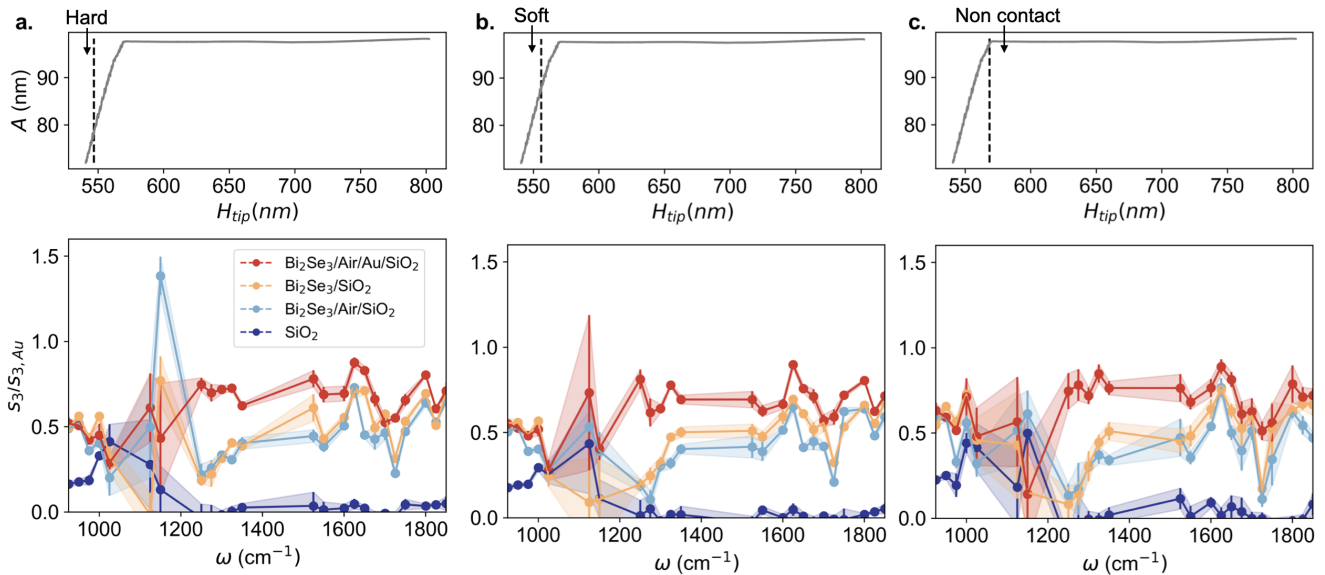 a.
Hard
A (nm)
90
80
550 600 650 700 750 800
H_tip(nm)
b.
Soft
90
80
550 600 650 700 750 800
H_tip(nm)
c.
Non contact
90
80
550 600 650 700 750 800
H_tip(nm)
s₃/s₃,Au
1.5
1.0
0.5
0.0
Bi₂Se₃/Air/Au/SiO₂
Bi₂Se₃/SiO₂
Bi₂Se₃/Air/SiO₂
SiO₂
1000 1200 1400 1600 1800
ω (cm⁻¹)
1.5
1.0
0.5
0.0
1000 1200 1400 1600 1800
ω (cm⁻¹)
1.5
1.0
0.5
0.0
1000 1200 1400 1600 1800
ω (cm⁻¹)